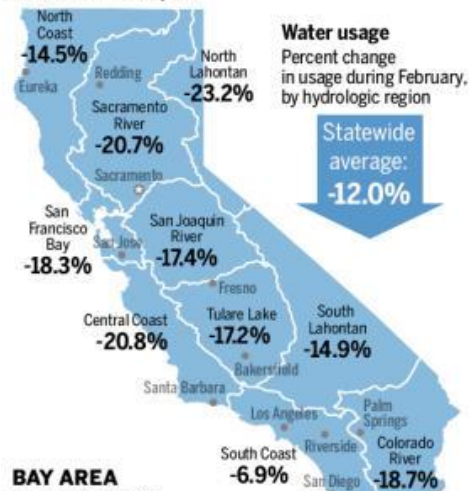 North
Coast
-14.5%
Eureka
Redding
North
Lahontan
-23.2%
Water usage
Percent change
in usage during February,
by hydrologic region
Statewide
average:
-12.0%
Sacramento
River
-20.7%
Sacramento
San
Francisco
Bay
-18.3%
San Jose
San Joaquin
River
-17.4%
Fresno
Central Coast
-20.8%
Tulare Lake
-17.2%
Bakersfield
South
Lahontan
-14.9%
Santa Barbara
Los Angeles
Riverside
Palm
Springs
South Coast
-6.9%
San Diego
Colorado
River
-18.7%
BAY AREA